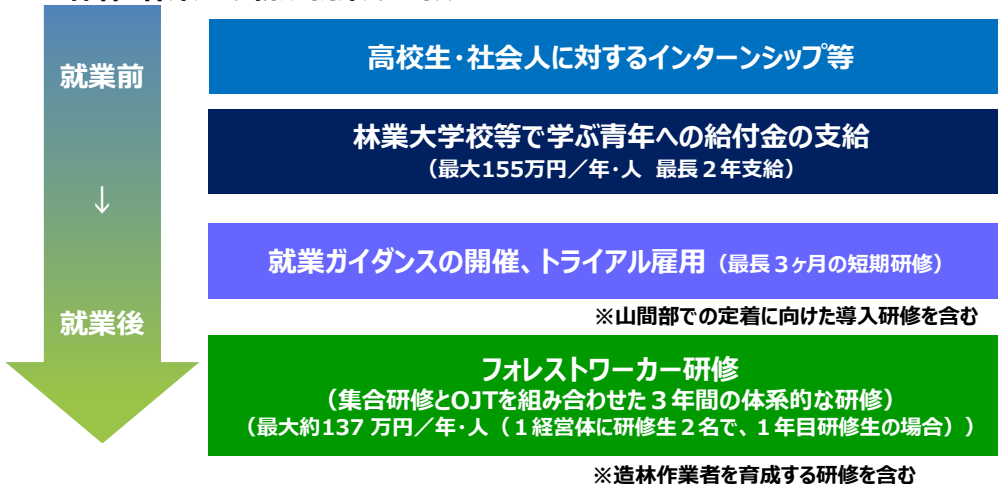 就業前
↓
就業後
高校生・社会人に対するインターンシップ等
林業大学校等で学ぶ青年への給付金の支給
（最大155万円／年・人 最長２年支給）
就業ガイダンスの開催、トライアル雇用（最長３ヶ月の短期研修）
※山間部での定着に向けた導入研修を含む
フォレストワーカー研修
（集合研修とOJTを組み合わせた３年間の体系的な研修）
（最大約137 万円／年・人（１経営体に研修生２名で、１年目研修生の場合））
※造林作業者を育成する研修を含む